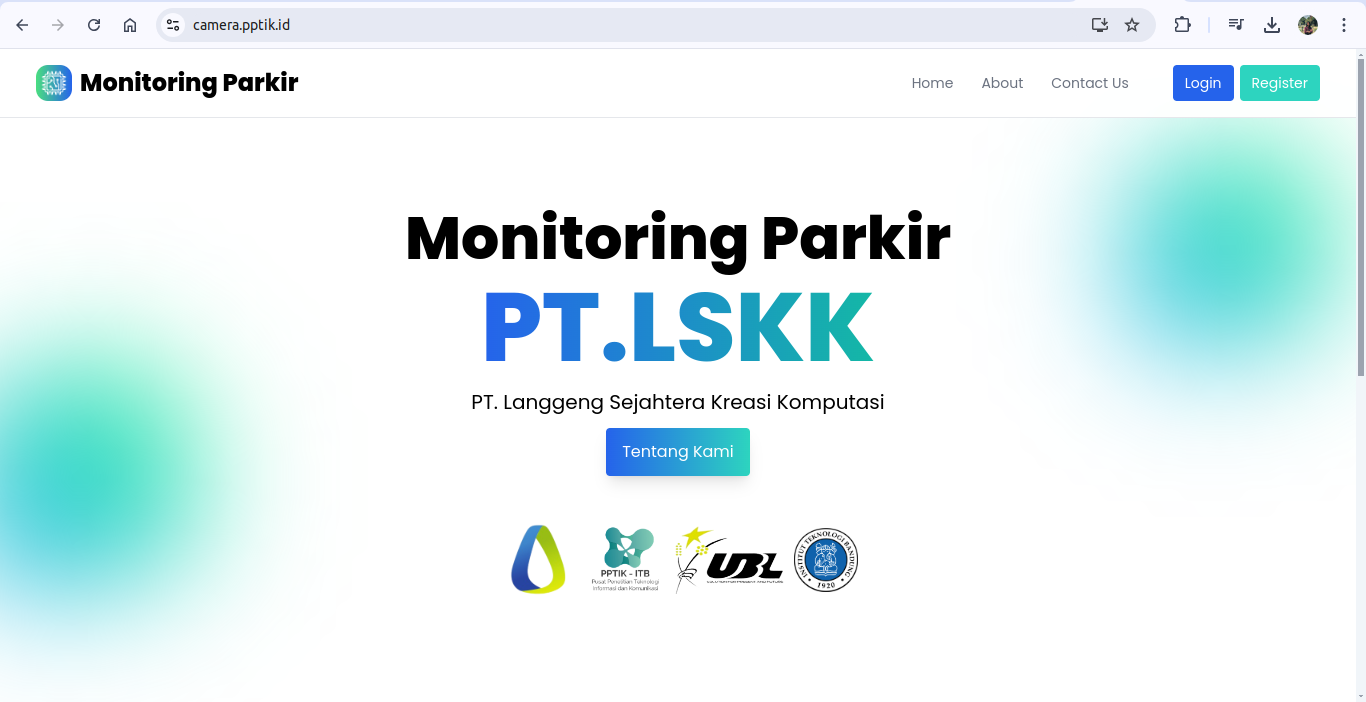 camera.pptik.id
Monitoring Parkir
Home
About
Contact Us
Login
Register
Monitoring Parkir
PT.LSKK
PT. Langgeng Sejahtera Kreasi Komputasi
Tentang Kami
PPTIK - ITB
Pusat Penelitian Teknologi
Informasi dan Komunikasi
UBL
INSTITUT TEKNOLOGI BANDUNG
1920